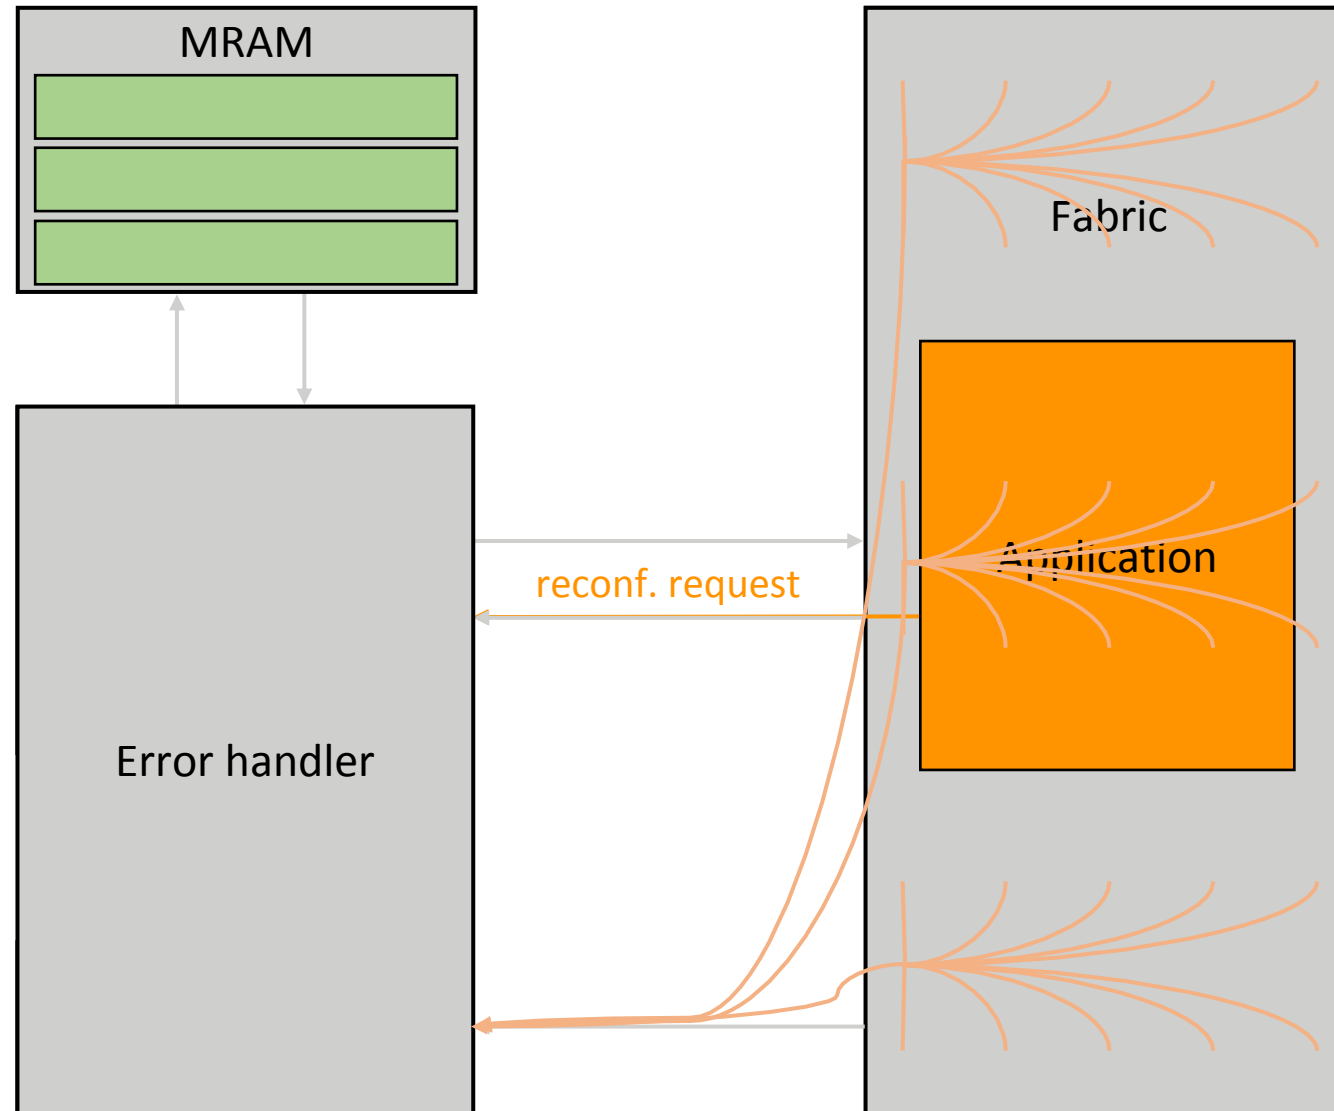 MRAM
Fabric
Application
reconf. request
Error handler